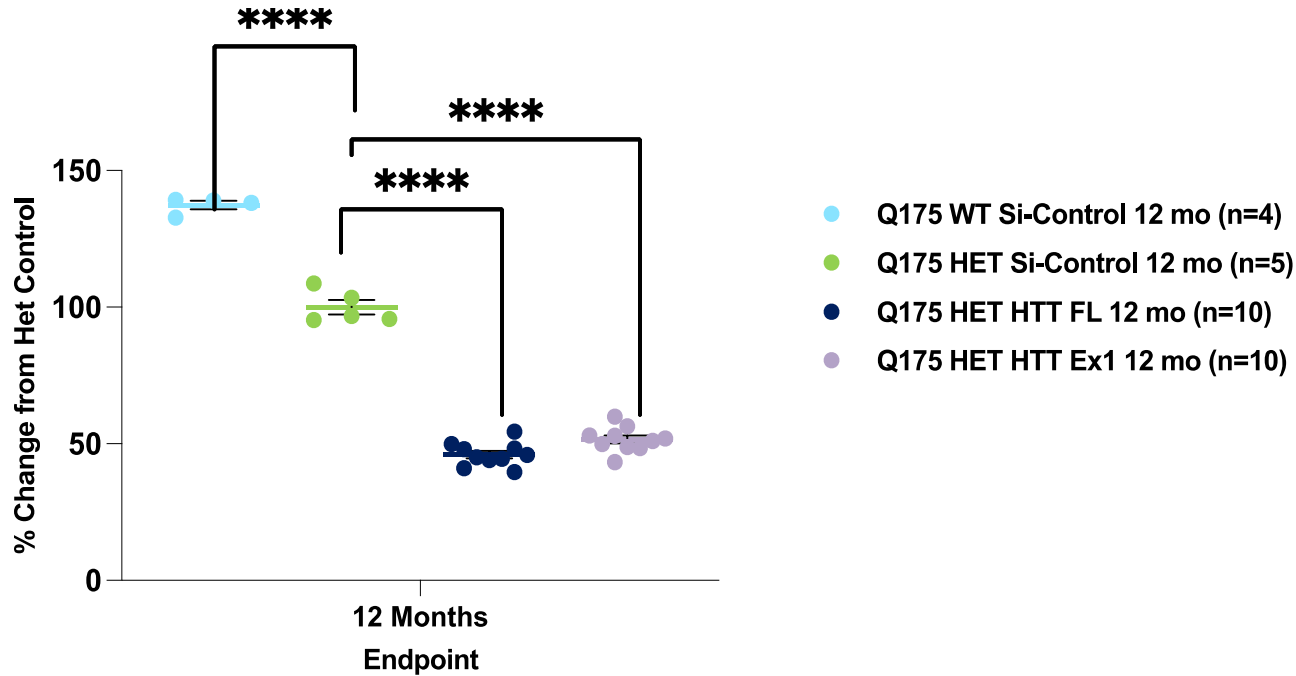 ****
****
****
150
100
50
0
% Change from Het Control
12 Months
Endpoint
Q175 WT Si-Control 12 mo (n=4)
Q175 HET Si-Control 12 mo (n=5)
Q175 HET HTT FL 12 mo (n=10)
Q175 HET HTT Ex1 12 mo (n=10)